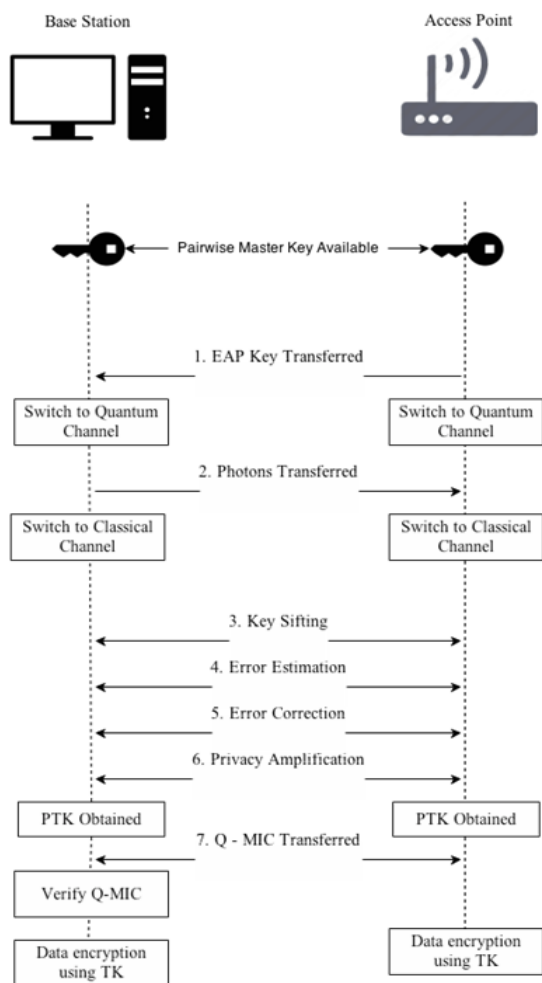 Base Station
Access Point
Pairwise Master Key Available
1. EAP Key Transferred
Switch to Quantum
Channel
Switch to Quantum
Channel
2. Photons Transferred
Switch to Classical
Channel
Switch to Classical
Channel
3. Key Sifting
4. Error Estimation
5. Error Correction
6. Privacy Amplification
PTK Obtained
PTK Obtained
7. Q - MIC Transferred
Verify Q-MIC
Data encryption
using TK
Data encryption
using TK